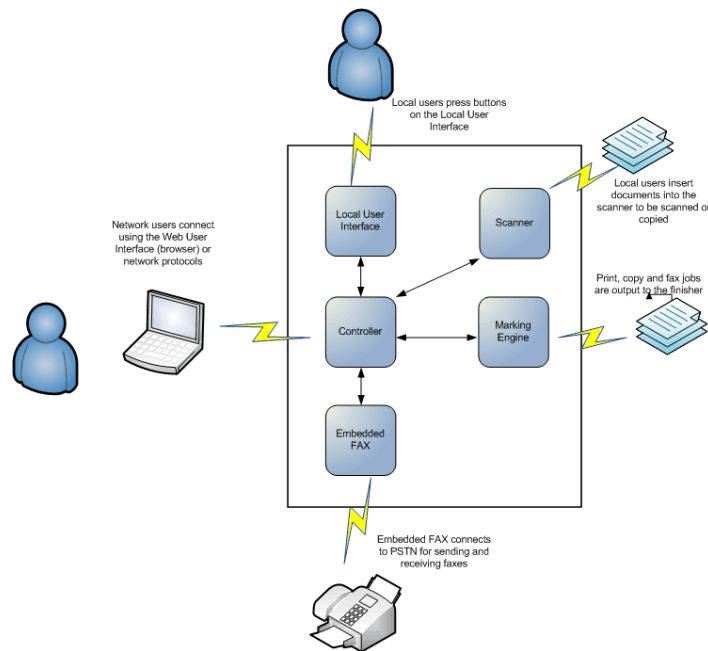 Local users press buttons
on the Local User
Interface
Local User
Interface
Scanner
Local users insert
documents into the
scanner to be scanned or
copied
Network users connect
using the Web User
Interface (browser) or
network protocols
Print, copy and fax jobs
are output to the finisher
Controller
Marking
Engine
Embedded
FAX
Embedded FAX connects
to PSTN for sending and
receiving faxes